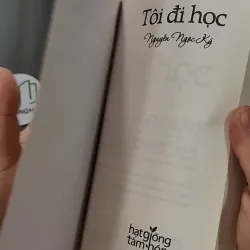 Tôi đi học
Nguyễn Ngọc Ký
hạt giống
tâm hồn